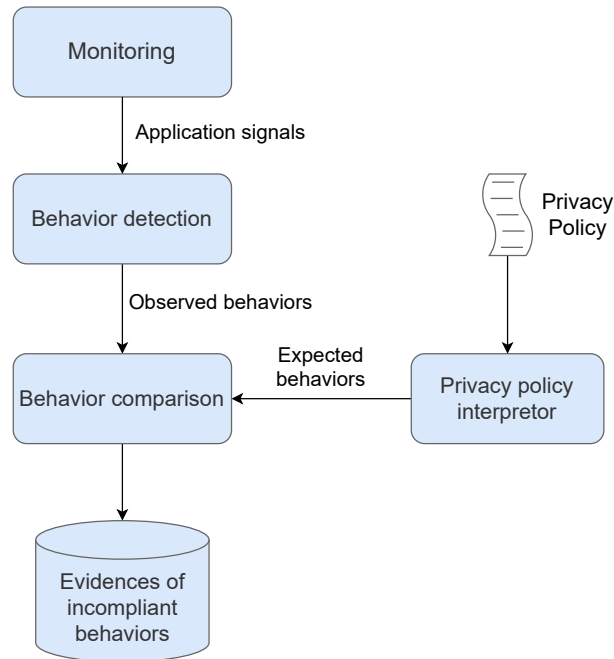 Monitoring
Application signals
Behavior detection
Privacy
Policy
Observed behaviors
Expected
behaviors
Behavior comparison
Privacy policy
interpretor
Evidences of
incompliant
behaviors